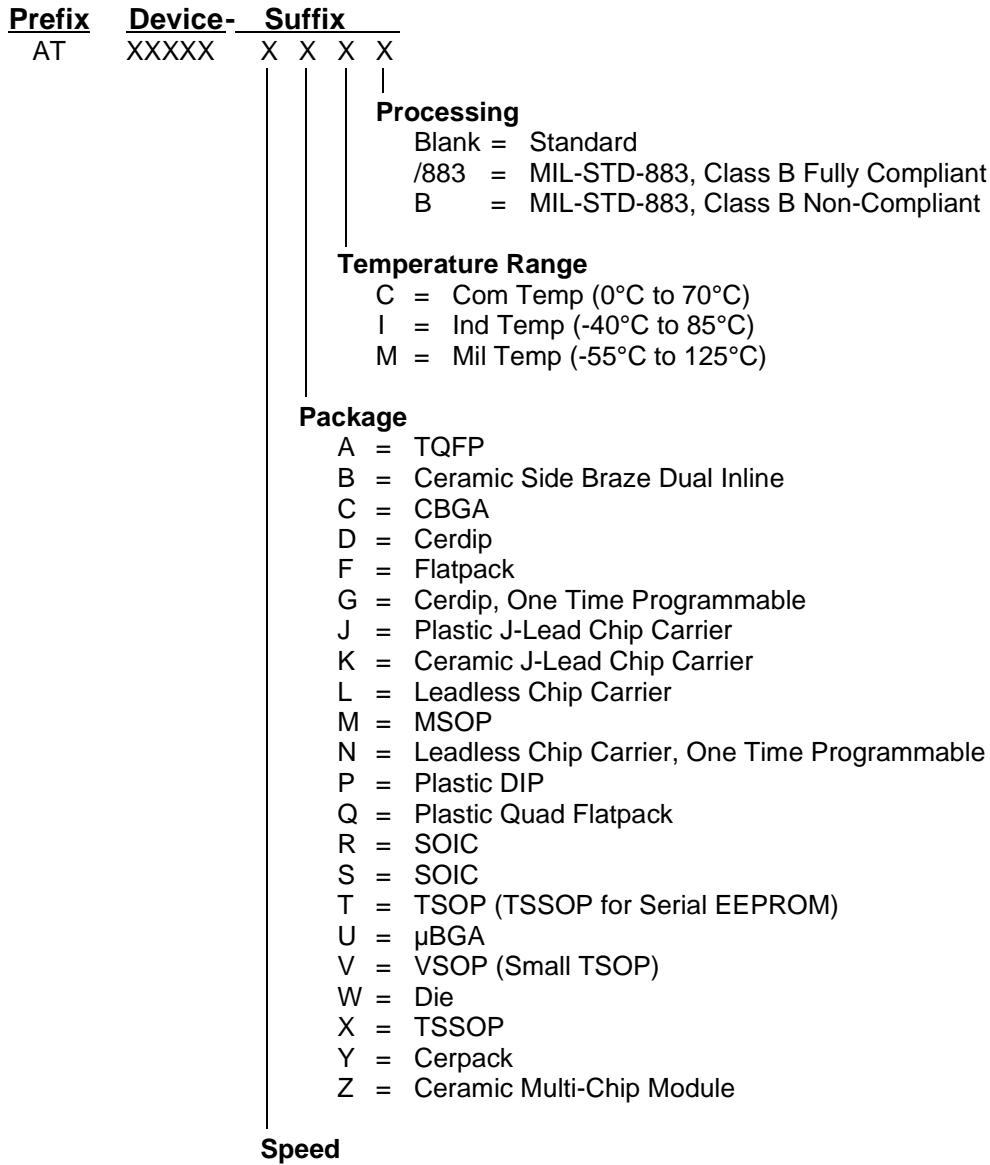 Prefix Device- Suffix
AT XXXXX X X X X
Processing
Blank = Standard
/883 = MIL-STD-883, Class B Fully Compliant
B = MIL-STD-883, Class B Non-Compliant
Temperature Range
C = Com Temp (0°C to 70°C)
I = Ind Temp (-40°C to 85°C)
M = Mil Temp (-55°C to 125°C)
Package
A = TQFP
B = Ceramic Side Braze Dual Inline
C = CBGA
D = Cerdip
F = Flatpack
G = Cerdip, One Time Programmable
J = Plastic J-Lead Chip Carrier
K = Ceramic J-Lead Chip Carrier
L = Leadless Chip Carrier
M = MSOP
N = Leadless Chip Carrier, One Time Programmable
P = Plastic DIP
Q = Plastic Quad Flatpack
R = SOIC
S = SOIC
T = TSOP (TSSOP for Serial EEPROM)
U = µBGA
V = VSOP (Small TSOP)
W = Die
X = TSSOP
Y = Cerpack
Z = Ceramic Multi-Chip Module
Speed